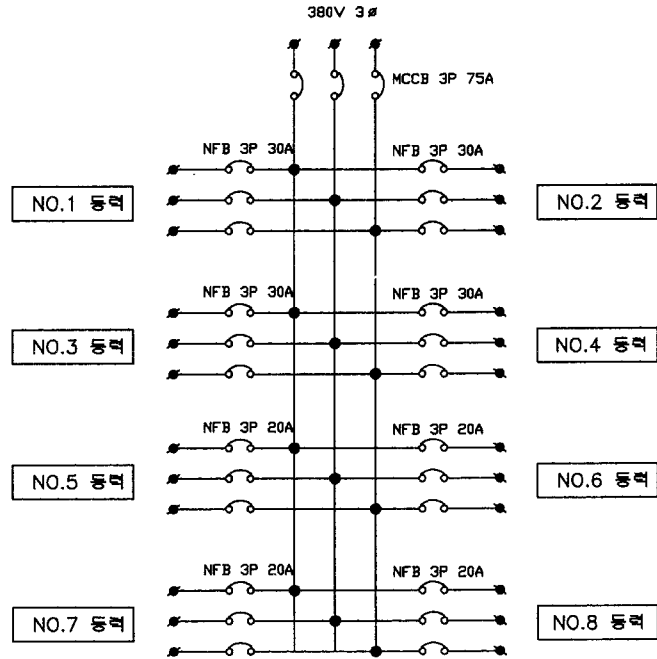 380V 3ø
MCCB 3P 75A
NFB 3P 30A
NFB 3P 30A
NO.1 동력
NO.2 동력
NFB 3P 30A
NFB 3P 30A
NO.3 동력
NO.4 동력
NFB 3P 20A
NFB 3P 20A
NO.5 동력
NO.6 동력
NFB 3P 20A
NFB 3P 20A
NO.7 동력
NO.8 동력